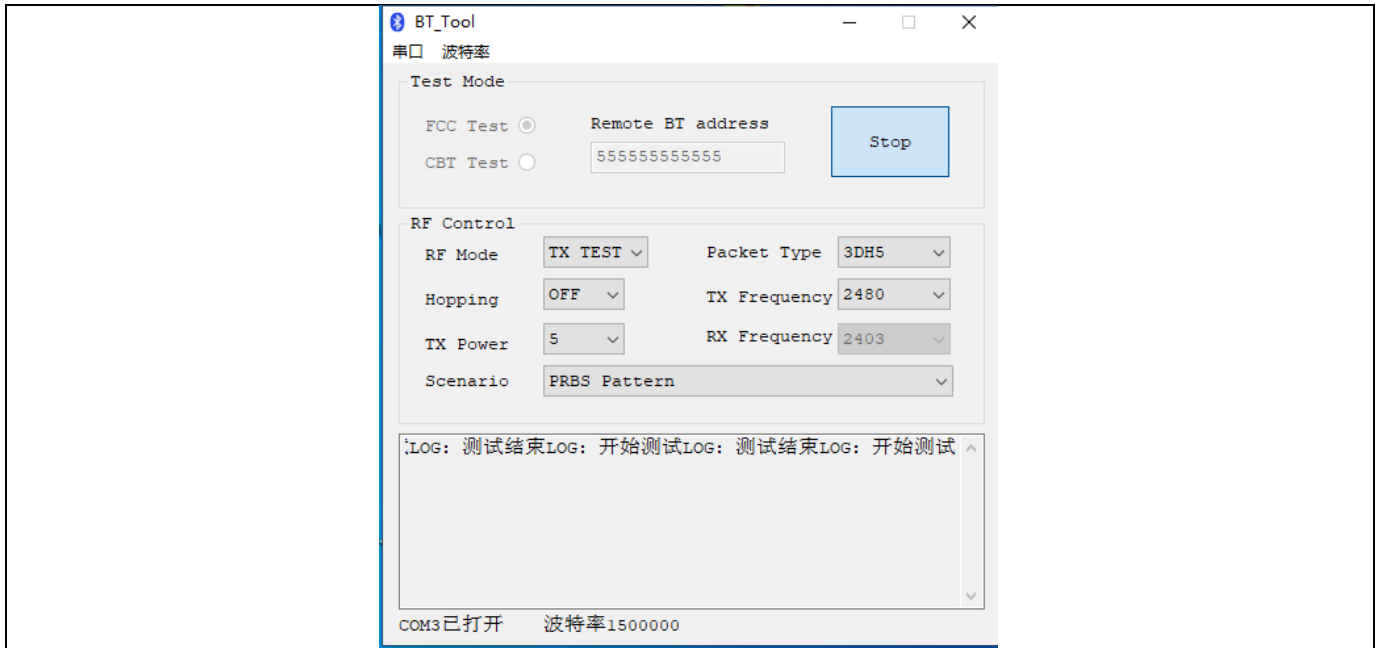 BT_Tool
串口 波特率
Test Mode
FCC Test
Remote BT address
CBT Test
555555555555
Stop
RF Control
RF Mode TX TEST Packet Type 3DH5
Hopping OFF TX Frequency 2480
TX Power 5 RX Frequency 2403
Scenario PRBS Pattern
LOG: 测试结束LOG: 开始测试LOG: 测试结束LOG: 开始测试
COM3已打开 波特率1500000